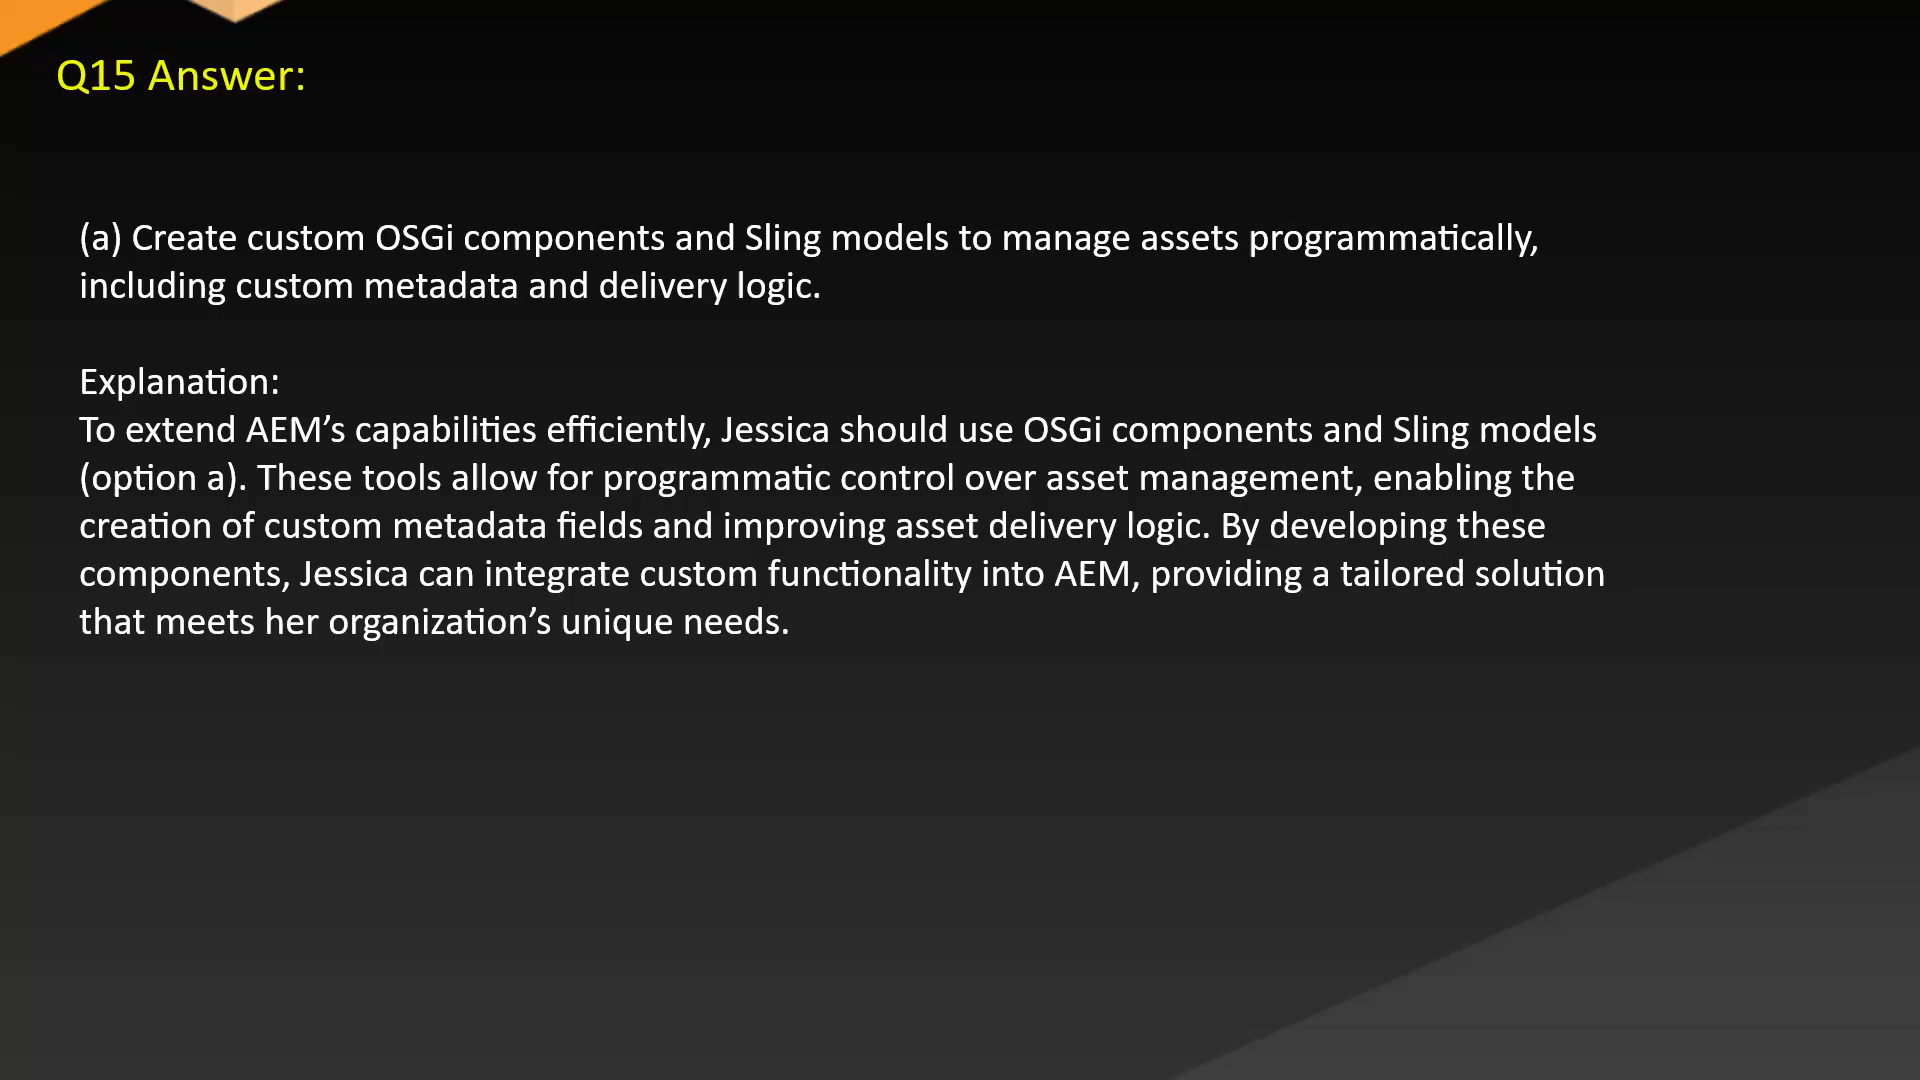 Q15 Answer:
(a) Create custom OSGi components and Sling models to manage assets programmatically,
including custom metadata and delivery logic.
Explanation:
To extend AEM’s capabilities efficiently, Jessica should use OSGi components and Sling models
(option a). These tools allow for programmatic control over asset management, enabling the
creation of custom metadata fields and improving asset delivery logic. By developing these
components, Jessica can integrate custom functionality into AEM, providing a tailored solution
that meets her organization’s unique needs.